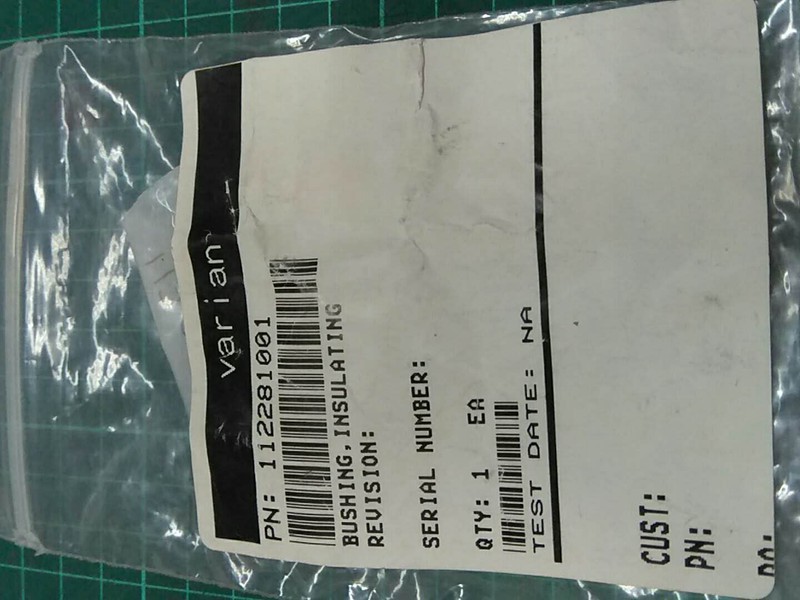 varian
PN: 112281001
BUSHING,INSULATING
REVISION:
SERIAL NUMBER:
QTY: 1 EA
TEST DATE: NA
CUST:
PN: